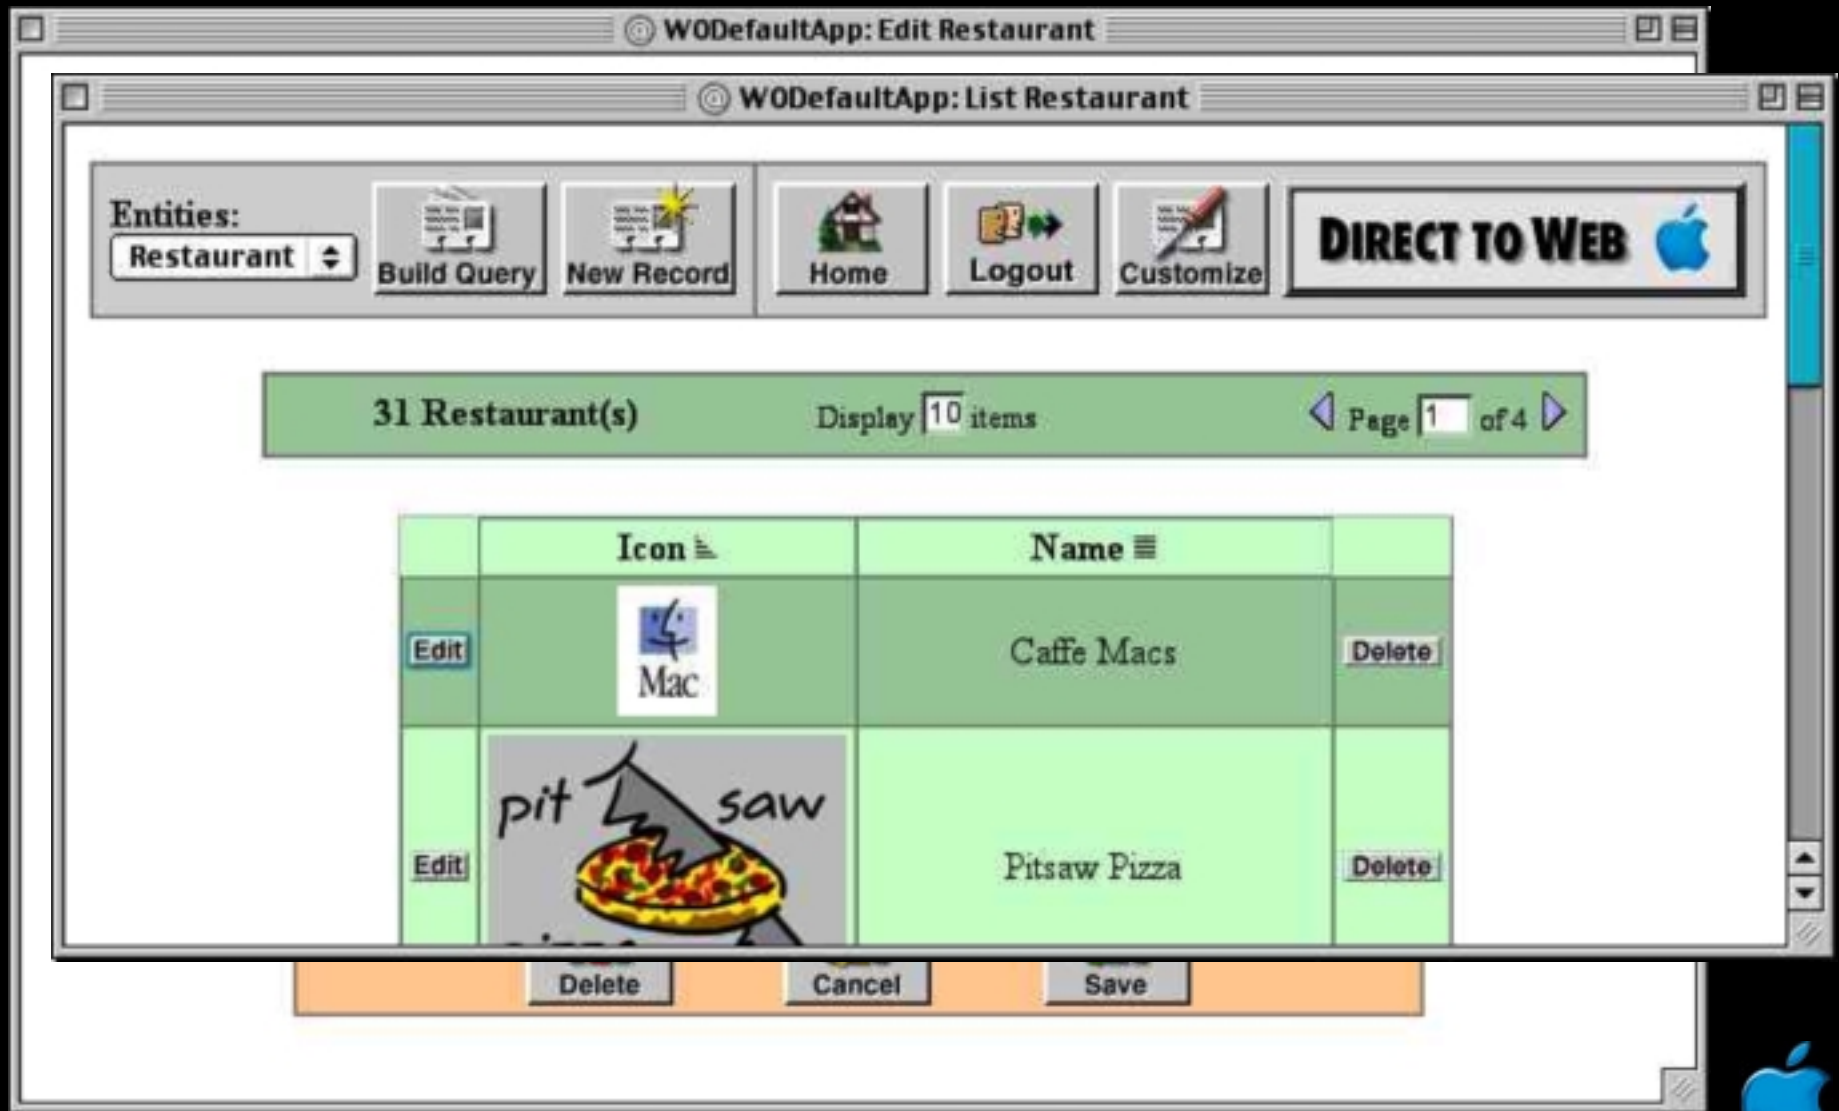 WODefaultApp: Edit Restaurant
WODefaultApp: List Restaurant
Entities:
Restaurant
Build Query
New Record
Home
Logout
Customize
DIRECT TO WEB
31 Restaurant(s)
Display 10 items
Page 1 of 4
Icon
Name
Edit
Mac
Caffe Macs
Delete
Edit
pit saw
Pitsaw Pizza
Delete
Delete
Cancel
Save